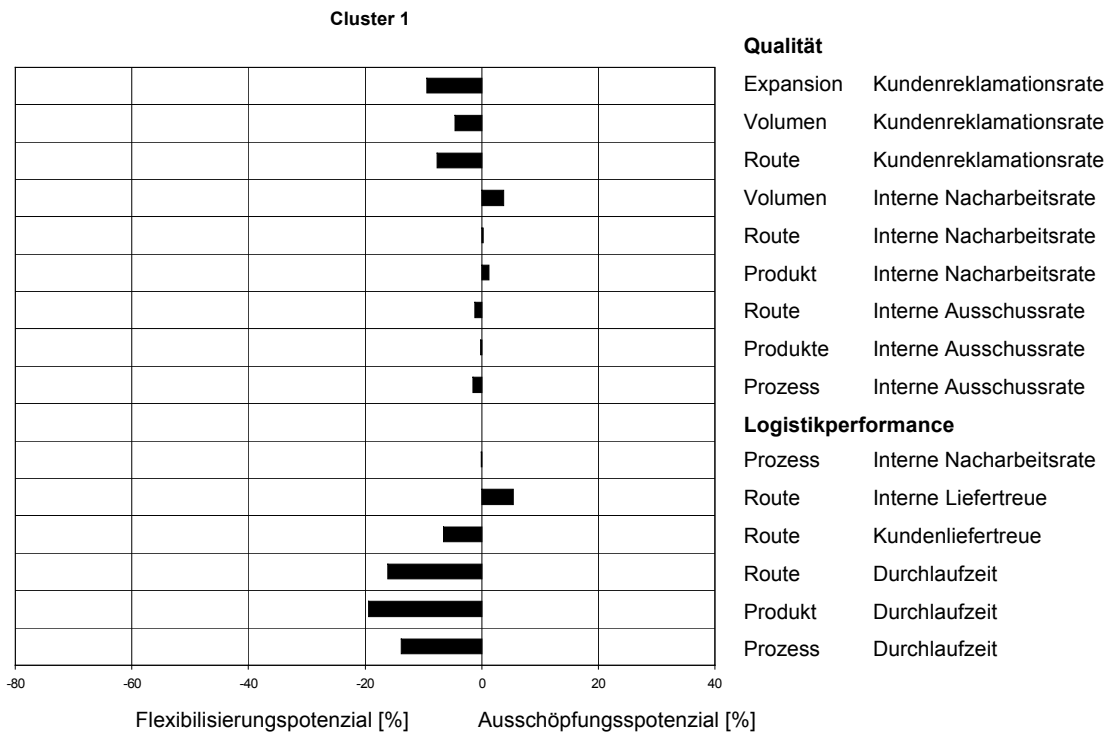 Cluster 1
Qualität
Expansion Kundenreklamationsrate
Volumen Kundenreklamationsrate
Route Kundenreklamationsrate
Volumen Interne Nacharbeitsrate
Route Interne Nacharbeitsrate
Produkt Interne Nacharbeitsrate
Route Interne Ausschussrate
Produkte Interne Ausschussrate
Prozess Interne Ausschussrate
Logistikperformance
Prozess Interne Nacharbeitsrate
Route Interne Liefertreue
Route Kundenliefertreue
Route Durchlaufzeit
Produkt Durchlaufzeit
Prozess Durchlaufzeit
-80 -60 -40 -20 0 20 40
Flexibilisierungspotenzial [%] Ausschöpfungsspotenzial [%]